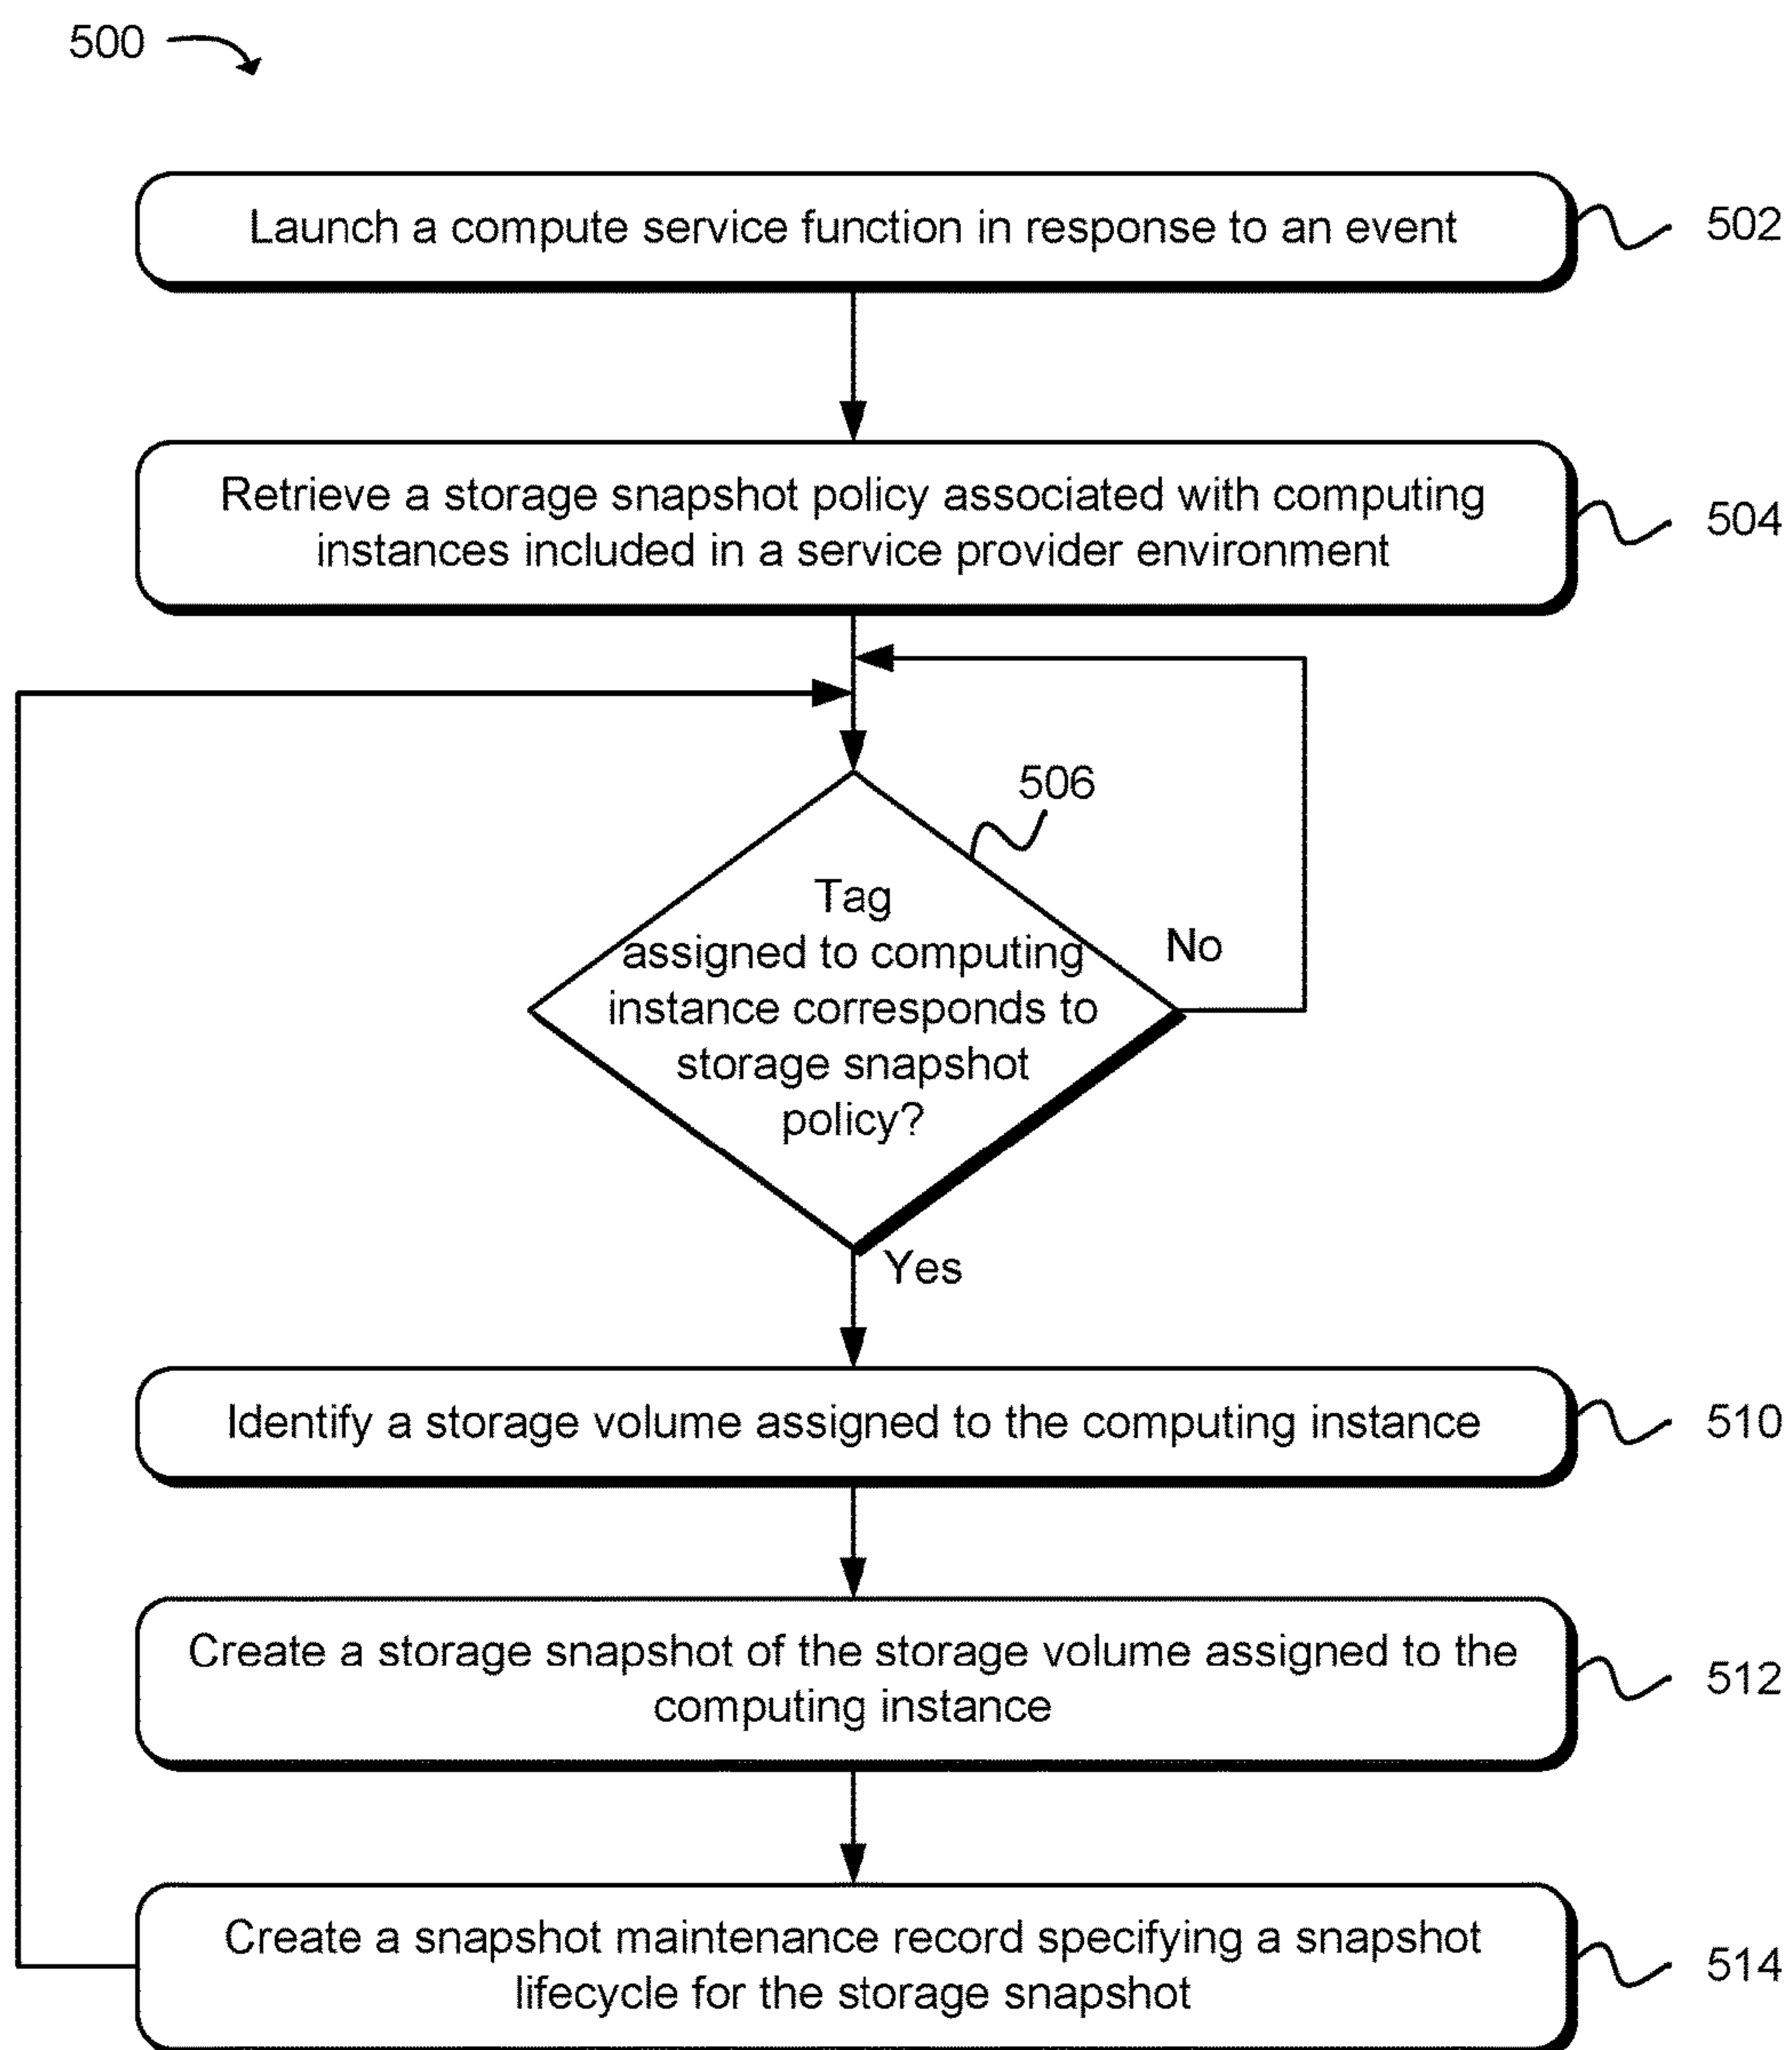 500
Launch a compute service function in response to an event
502
Retrieve a storage snapshot policy associated with computing
instances included in a service provider environment
504
506
Tag
assigned to computing
instance corresponds to
storage snapshot
policy?
No
Yes
Identify a storage volume assigned to the computing instance
510
Create a storage snapshot of the storage volume assigned to the
computing instance
512
Create a snapshot maintenance record specifying a snapshot
lifecycle for the storage snapshot
514